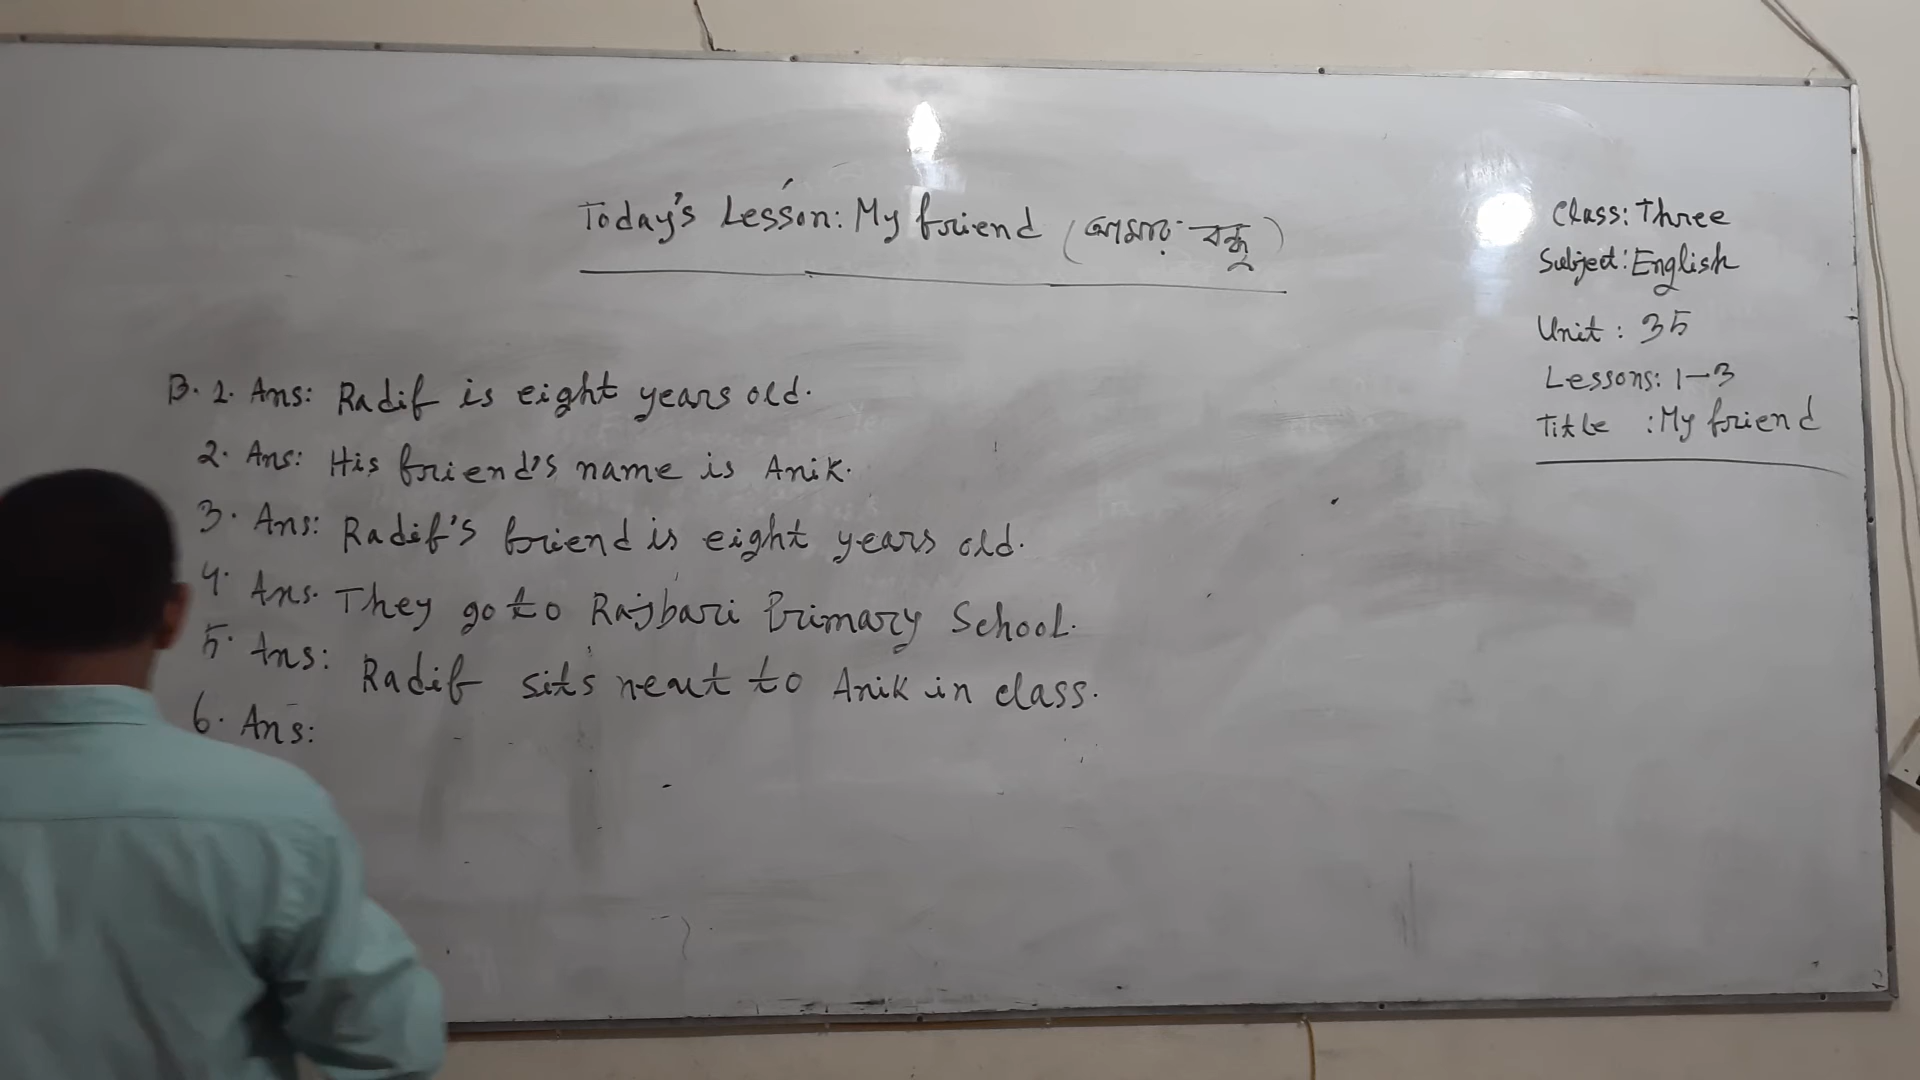 Today's Lesson: My friend (আমার বন্ধু)
Class: Three
Subject: English
Unit: 35
Lessons: 1-3
Title : My friend
B. 1. Ans: Radif is eight years old.
2. Ans: His friend's name is Anik.
3. Ans: Radif's friend is eight years old.
4. Ans. They go to Rajbari Primary School.
5. Ans: Radif sits next to Anik in class.
6. Ans: